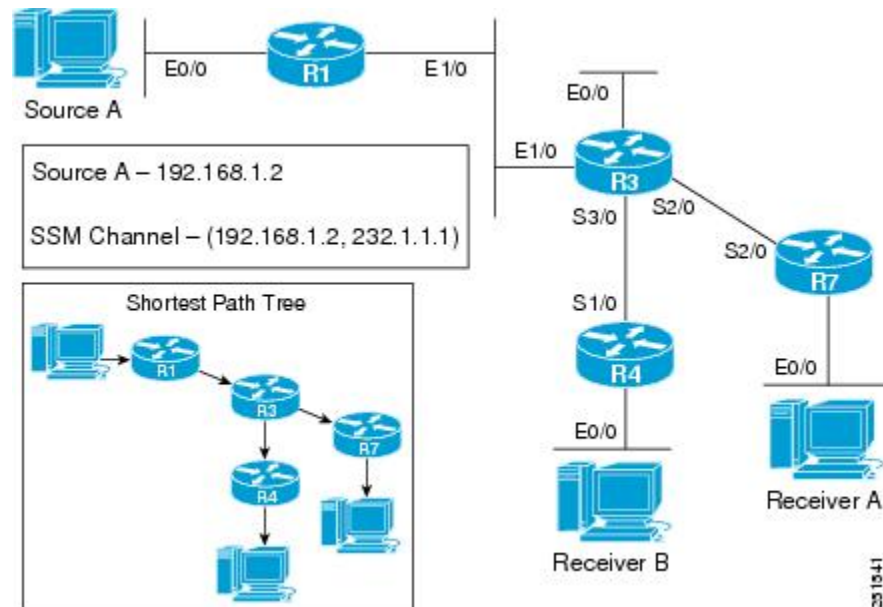 Source A
E0/0
R1
E1/0
E0/0
E1/0
R3
S3/0
S2/0
S2/0
R7
S1/0
R4
E0/0
E0/0
Receiver B
Receiver A
Source A – 192.168.1.2
SSM Channel – (192.168.1.2, 232.1.1.1)
Shortest Path Tree
R1
R3
R7
R4
251541